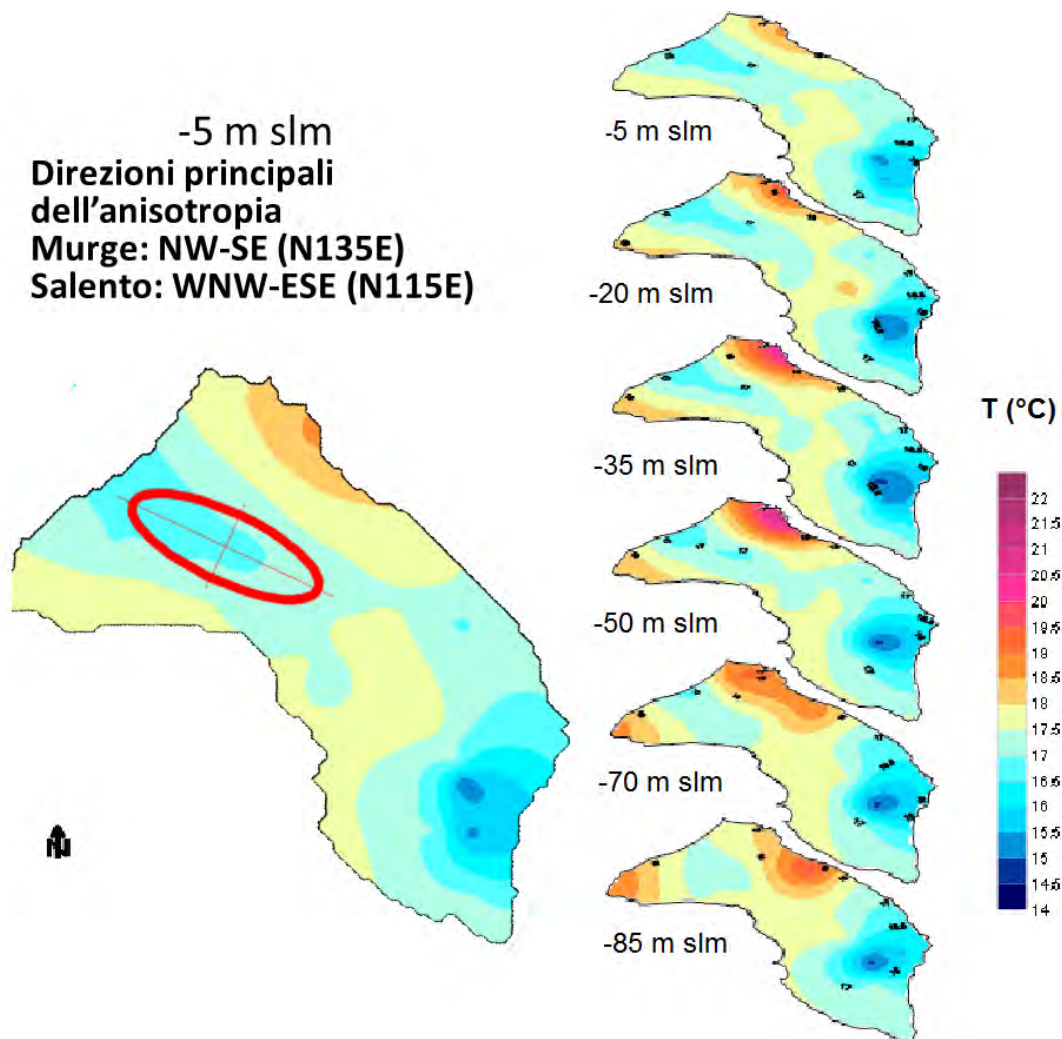 -5 m slm
Direzioni principali
dell'anisotropia
Murge: NW-SE (N135E)
Salento: WNW-ESE (N115E)
N
-5 m slm
-20 m slm
-35 m slm
-50 m slm
-70 m slm
-85 m slm
T (°C)
22
21.5
21
20.5
20
19.5
19
18.5
18
17.5
17
16.5
16
15.5
15
14.5
14